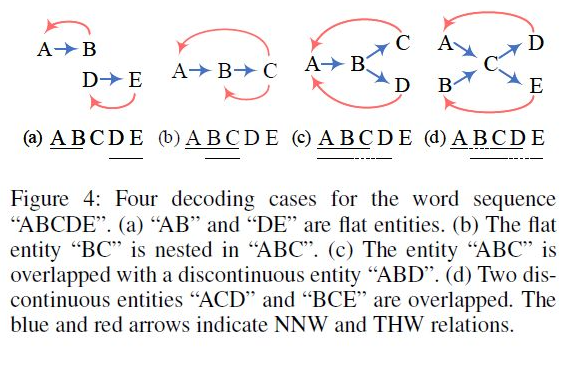 A B D E
A B C
A B C D
A B C D E
(a) A B C D E (b) A B C D E (c) A B C D E (d) A B C D E
Figure 4: Four decoding cases for the word sequence
“ABCDE”. (a) “AB” and “DE” are flat entities. (b) The flat
entity “BC” is nested in “ABC”. (c) The entity “ABC” is
overlapped with a discontinuous entity “ABD”. (d) Two dis-
continuous entities “ACD” and “BCE” are overlapped. The
blue and red arrows indicate NNW and THW relations.